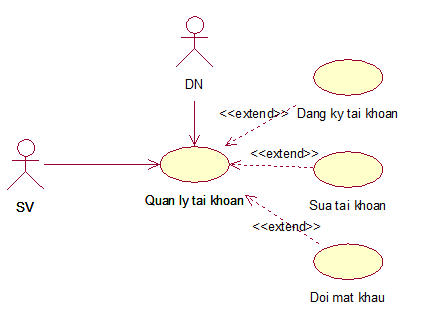 DN
<<extend>>
Dang ky tai khoan
<<extend>>
SV
Quan ly tai khoan
Sua tai khoan
<<extend>>
Doi mat khau